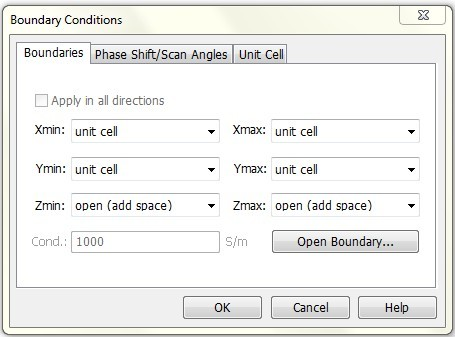 Boundary Conditions
Boundaries Phase Shift/Scan Angles Unit Cell
Apply in all directions
Xmin: unit cell Xmax: unit cell
Ymin: unit cell Ymax: unit cell
Zmin: open (add space) Zmax: open (add space)
Cond.: 1000 S/m Open Boundary...
OK Cancel Help